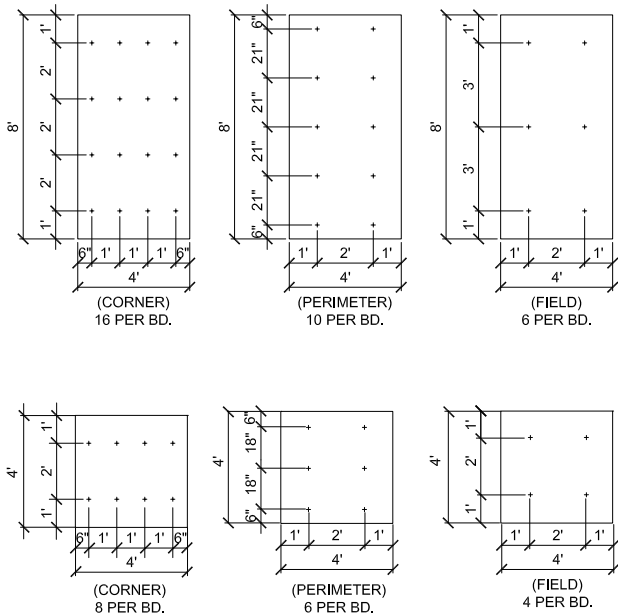 8'
1'
2'
2'
2'
1'
6" 1' 1' 1' 6"
4'
(CORNER)
16 PER BD.
8'
6"
21"
21"
21"
21"
6"
1' 2' 1'
4'
(PERIMETER)
10 PER BD.
8'
1'
3'
3'
1'
1' 2' 1'
4'
(FIELD)
6 PER BD.
4'
1'
2'
1'
6" 1' 1' 1' 6"
4'
(CORNER)
8 PER BD.
4'
6"
18"
18"
6"
1' 2' 1'
4'
(PERIMETER)
6 PER BD.
4'
1'
2'
1'
1' 2' 1'
4'
(FIELD)
4 PER BD.